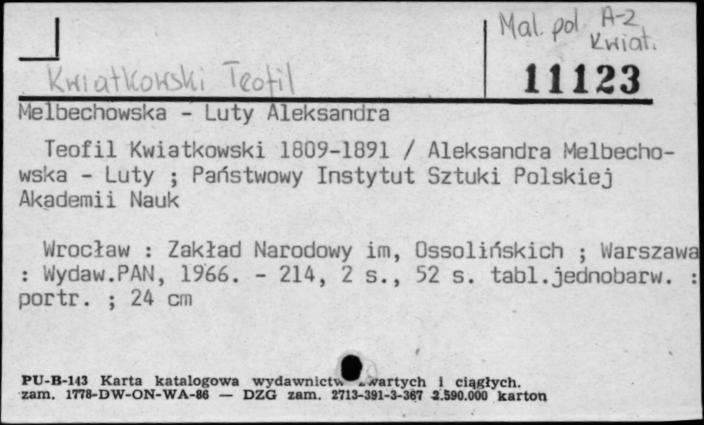 Mal. pol. A-2
Kwiat.
Kwiatkowski Teofil
11123
Melbechowska - Luty Aleksandra
Teofil Kwiatkowski 1809-1891 / Aleksandra Melbecho-
wska - Luty ; Państwowy Instytut Sztuki Polskiej
Akademii Nauk
Wrocław : Zakład Narodowy im, Ossolińskich ; Warszawa
: Wydaw.PAN, 1966. - 214, 2 s., 52 s. tabl.jednobarw. :
portr. ; 24 cm
PU-B-143 Karta katalogowa wydawnictw zwartych i ciągłych.
zam. 1778-DW-ON-WA-86 — DZG zam. 2713-391-3-367 2.590.000 karton